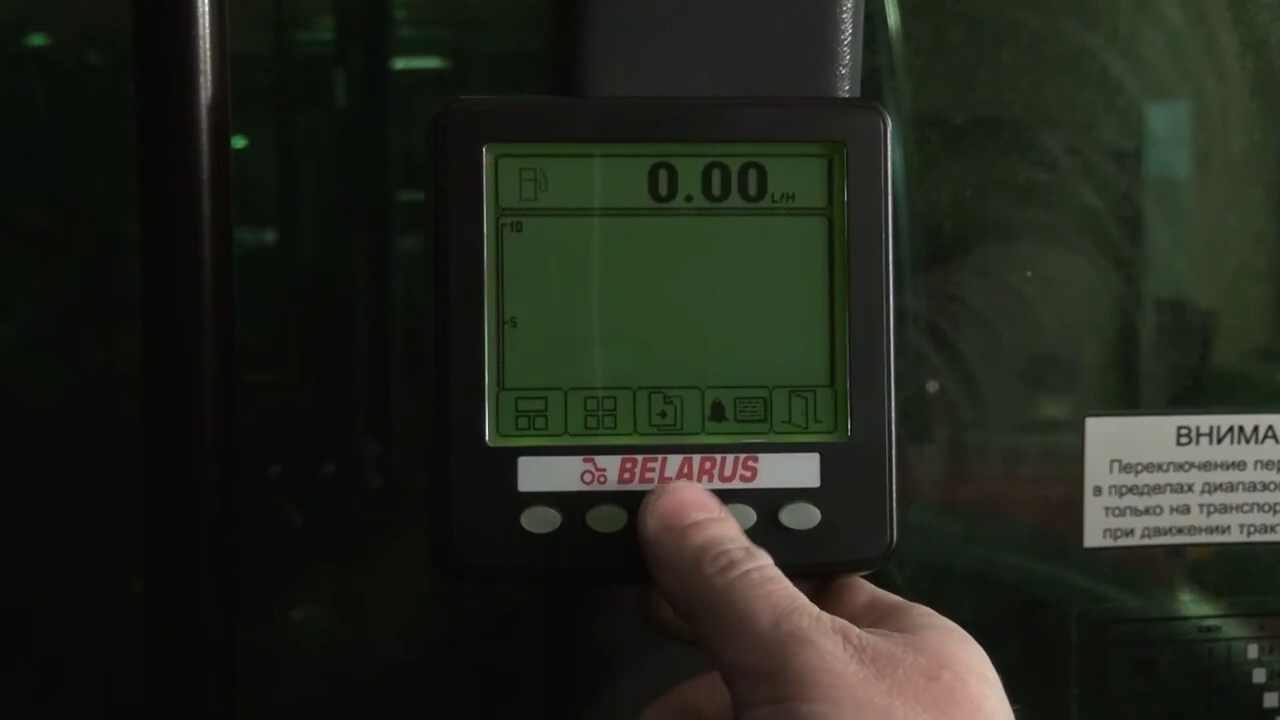 0.00 L/H
10
5
BELARUS
ВНИМА
Переключение пер
в пределах диапазо
только на транспор
при движении трак